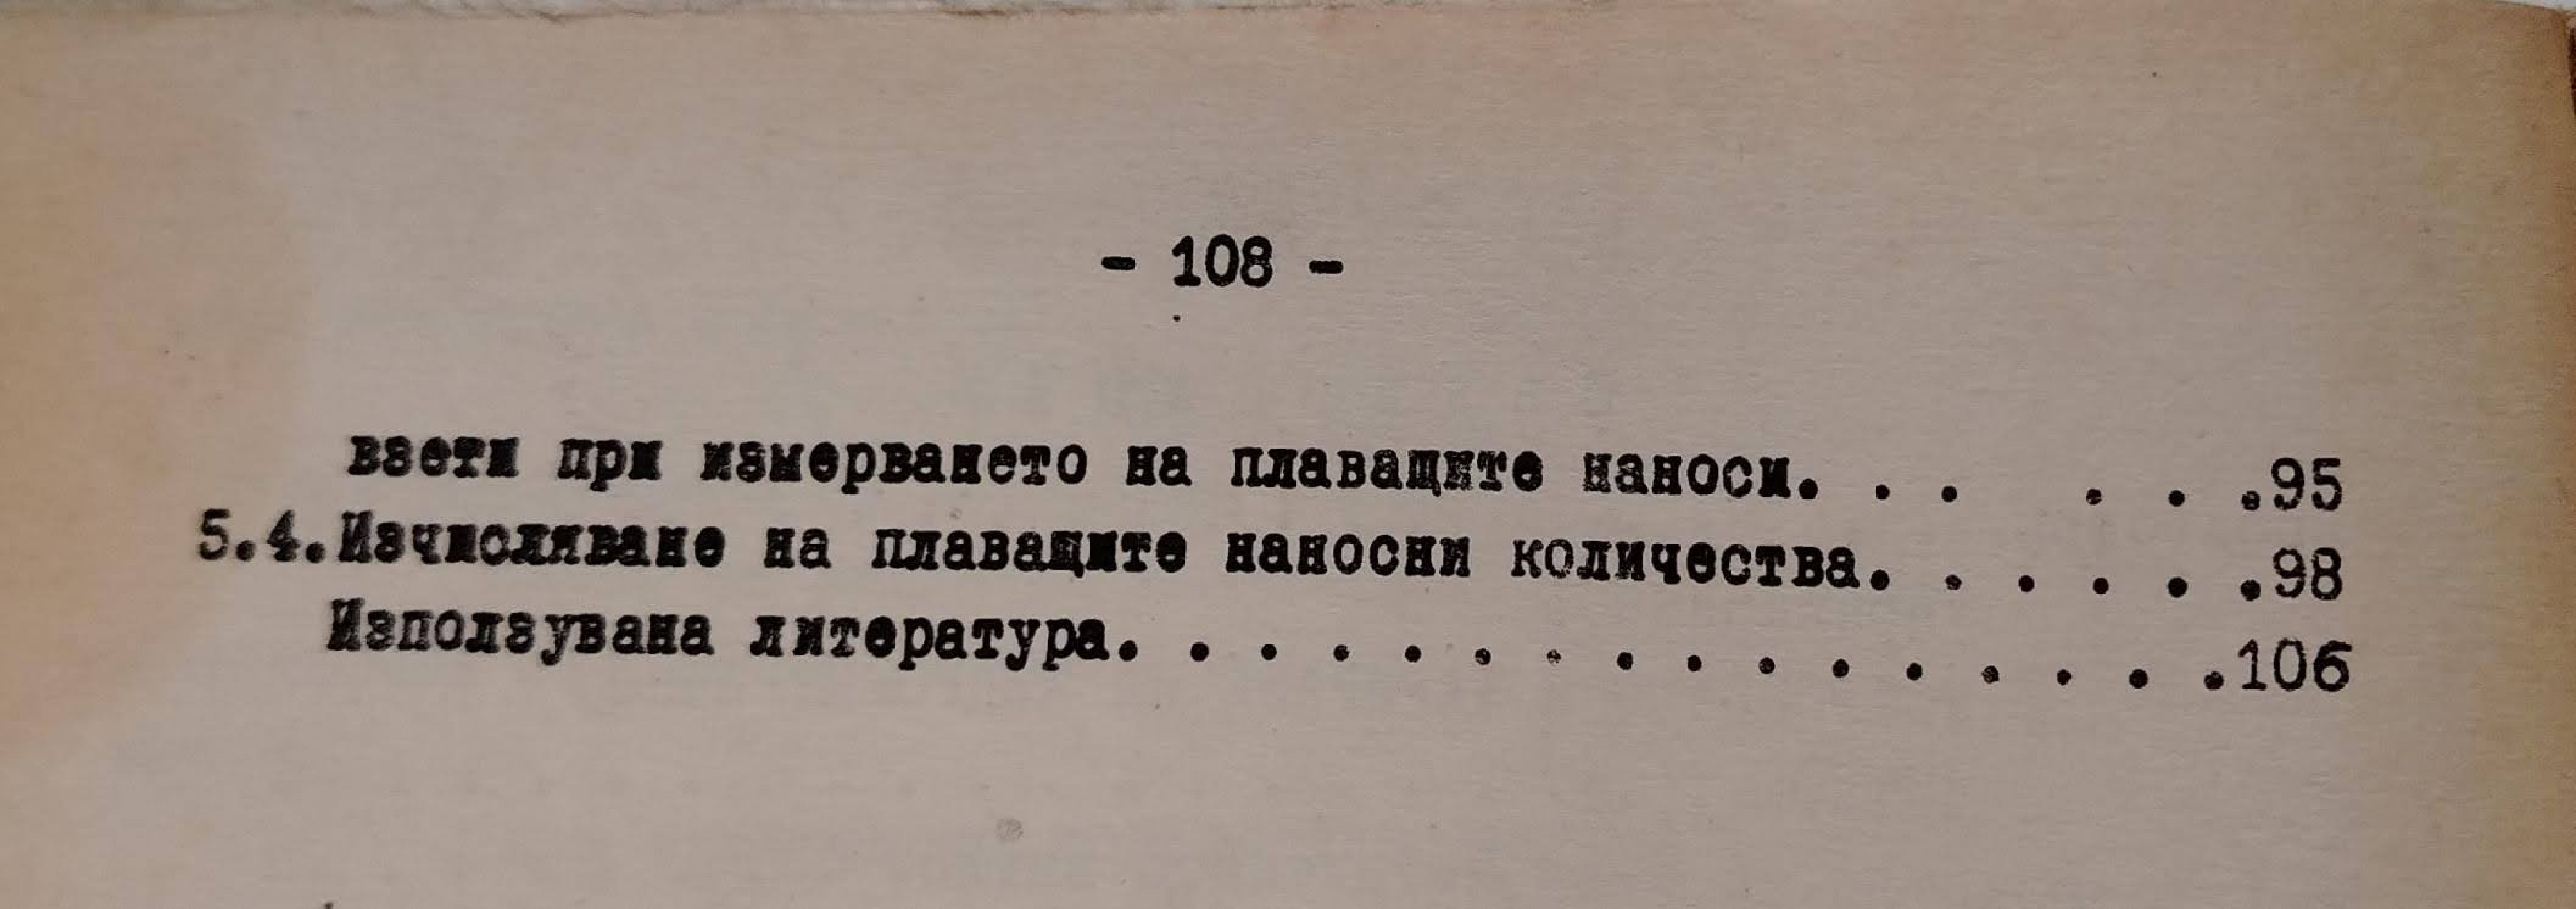 - 108 -
взети при измерването на плаващите наноси. . . . . .95
5.4.Изчисляване на плаващите наносни количества. . . . . .98
Използувана литература. . . . . . . . . . . . . . . .106